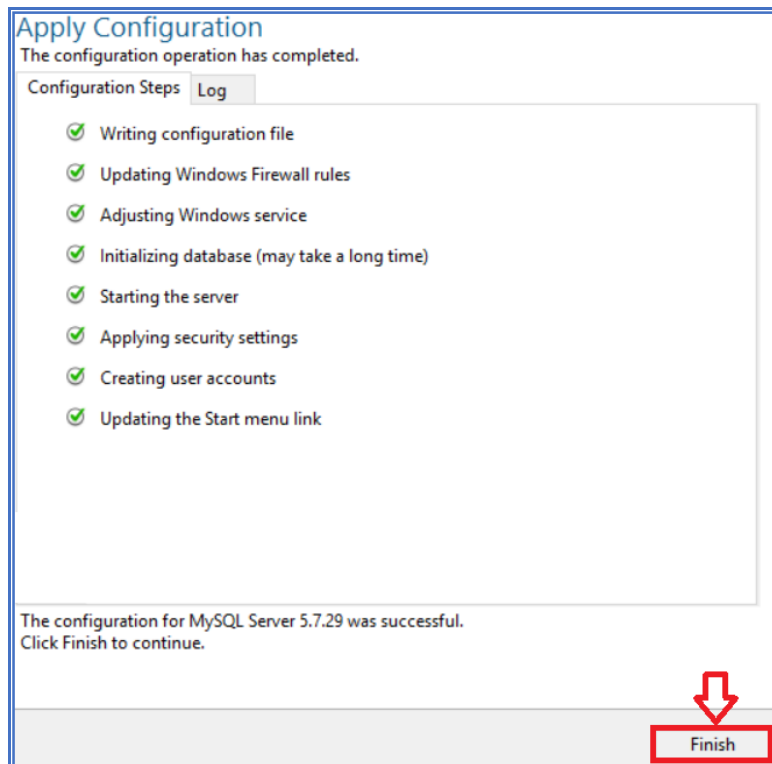 Apply Configuration
The configuration operation has completed.
Configuration Steps
Log
Writing configuration file
Updating Windows Firewall rules
Adjusting Windows service
Initializing database (may take a long time)
Starting the server
Applying security settings
Creating user accounts
Updating the Start menu link
The configuration for MySQL Server 5.7.29 was successful.
Click Finish to continue.
Finish